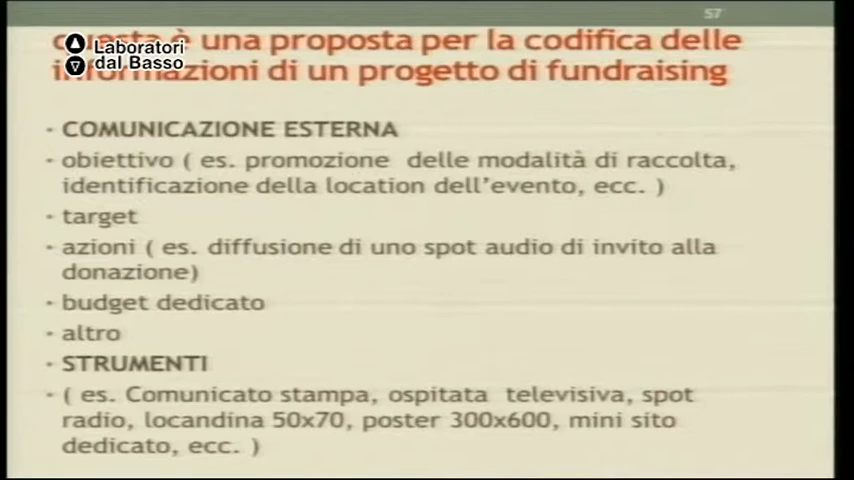 57
questa è una proposta per la codifica delle
informazioni di un progetto di fundraising
Laboratori
dal Basso
• COMUNICAZIONE ESTERNA
• obiettivo ( es. promozione delle modalità di raccolta,
identificazione della location dell'evento, ecc. )
• target
• azioni ( es. diffusione di uno spot audio di invito alla
donazione)
• budget dedicato
• altro
• STRUMENTI
• ( es. Comunicato stampa, ospitata televisiva, spot
radio, locandina 50x70, poster 300x600, mini sito
dedicato, ecc. )